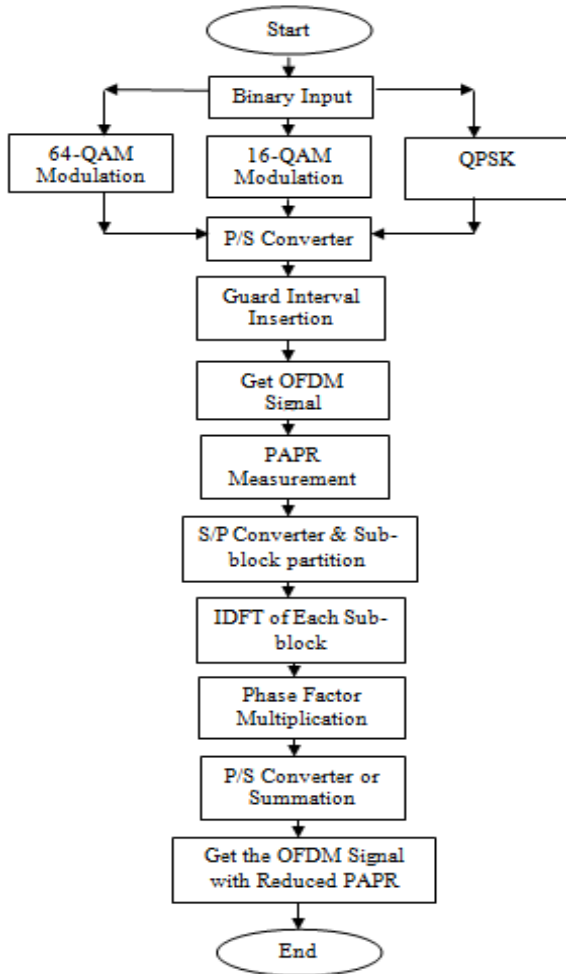 Start
Binary Input
64-QAM
Modulation
16-QAM
Modulation
QPSK
P/S Converter
Guard Interval
Insertion
Get OFDM
Signal
PAPR
Measurement
S/P Converter & Sub-
block partition
IDFT of Each Sub-
block
Phase Factor
Multiplication
P/S Converter or
Summation
Get the OFDM Signal
with Reduced PAPR
End